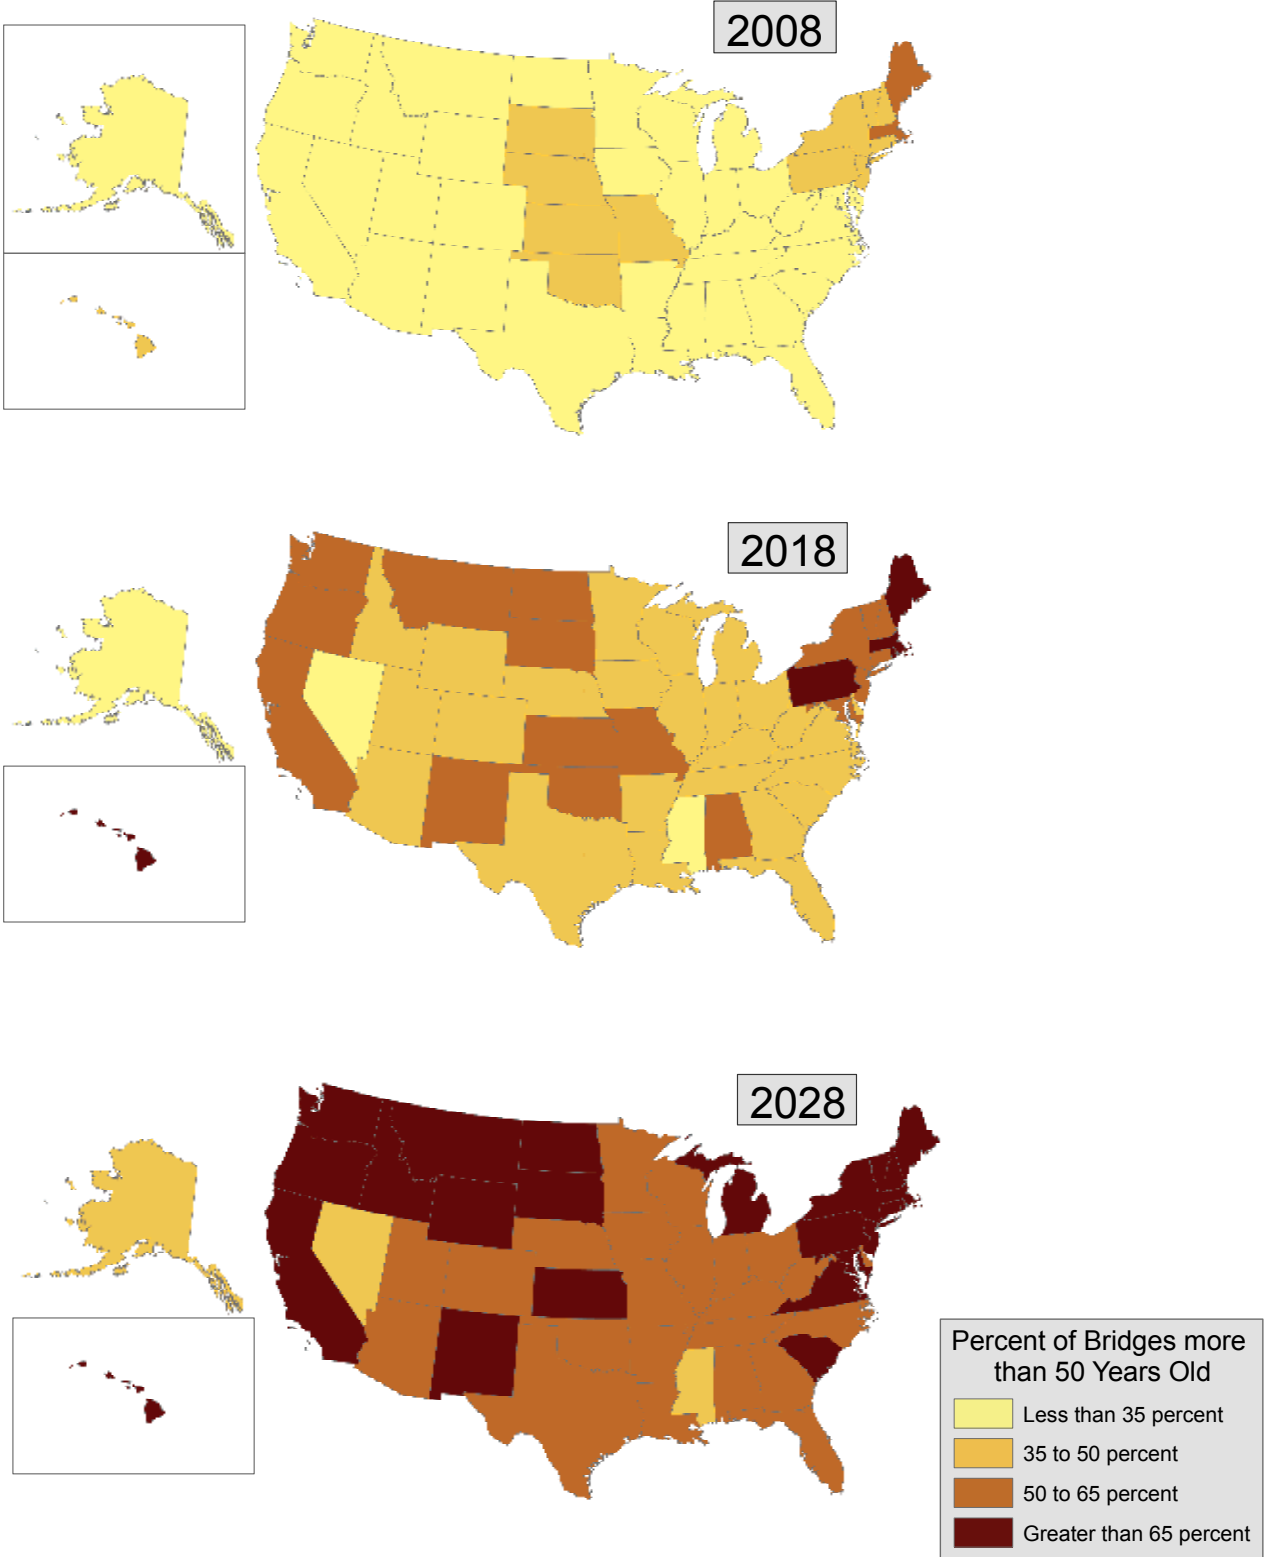 2008
2018
2028
Percent of Bridges more
than 50 Years Old
Less than 35 percent
35 to 50 percent
50 to 65 percent
Greater than 65 percent